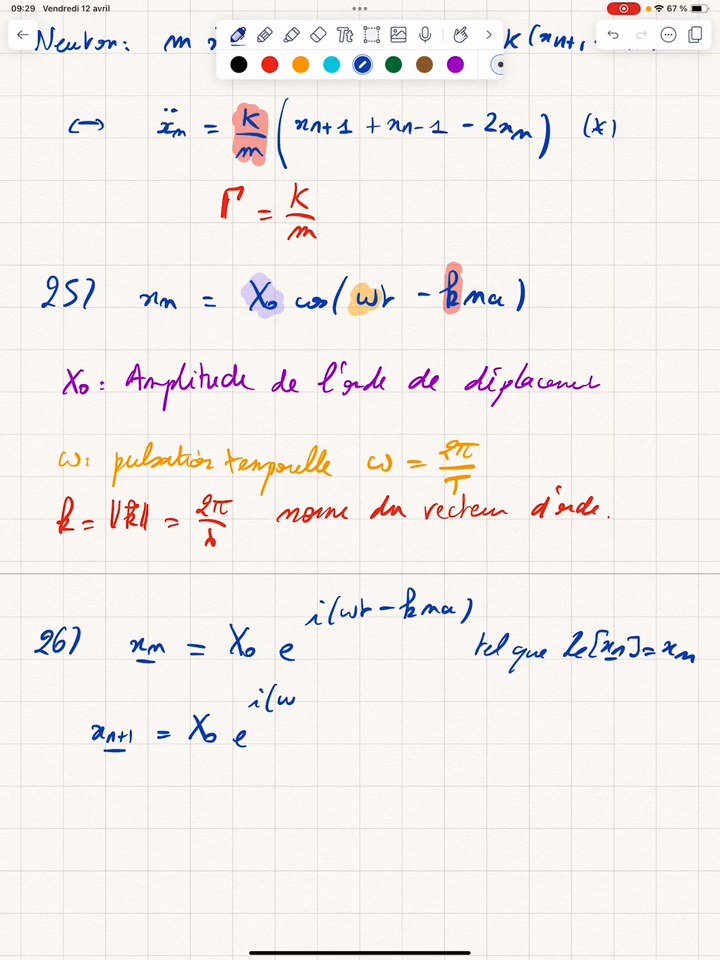 09:29 Vendredi 12 avril
67 %
Newton: m K(xn+1
Tt
↔ ẍn = K/m (xn+1 + xn-1 - 2xn) (*)
Γ = K/m
25) xn = X₀ cos(ωt - kna)
X₀: Amplitude de l'onde de déplacement
ω: pulsation temporelle ω = 2π/T
k = ||k⃗|| = 2π/λ norme du vecteur d'onde.
26) xn = X₀ e^i(ωt - kna) tel que Re[xn] = xn
xn+1 = X₀ e^i(ω